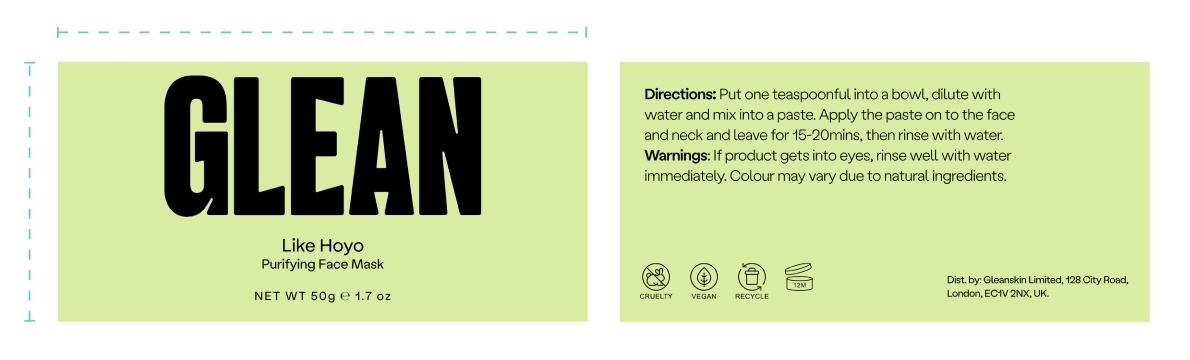 GLEAN
Like Hoyo
Purifying Face Mask
NET WT 50g ℮ 1.7 oz
Directions: Put one teaspoonful into a bowl, dilute with
water and mix into a paste. Apply the paste on to the face
and neck and leave for 15-20mins, then rinse with water.
Warnings: If product gets into eyes, rinse well with water
immediately. Colour may vary due to natural ingredients.
CRUELTY
VEGAN
RECYCLE
12M
Dist. by: Gleanskin Limited, 128 City Road,
London, EC1V 2NX, UK.